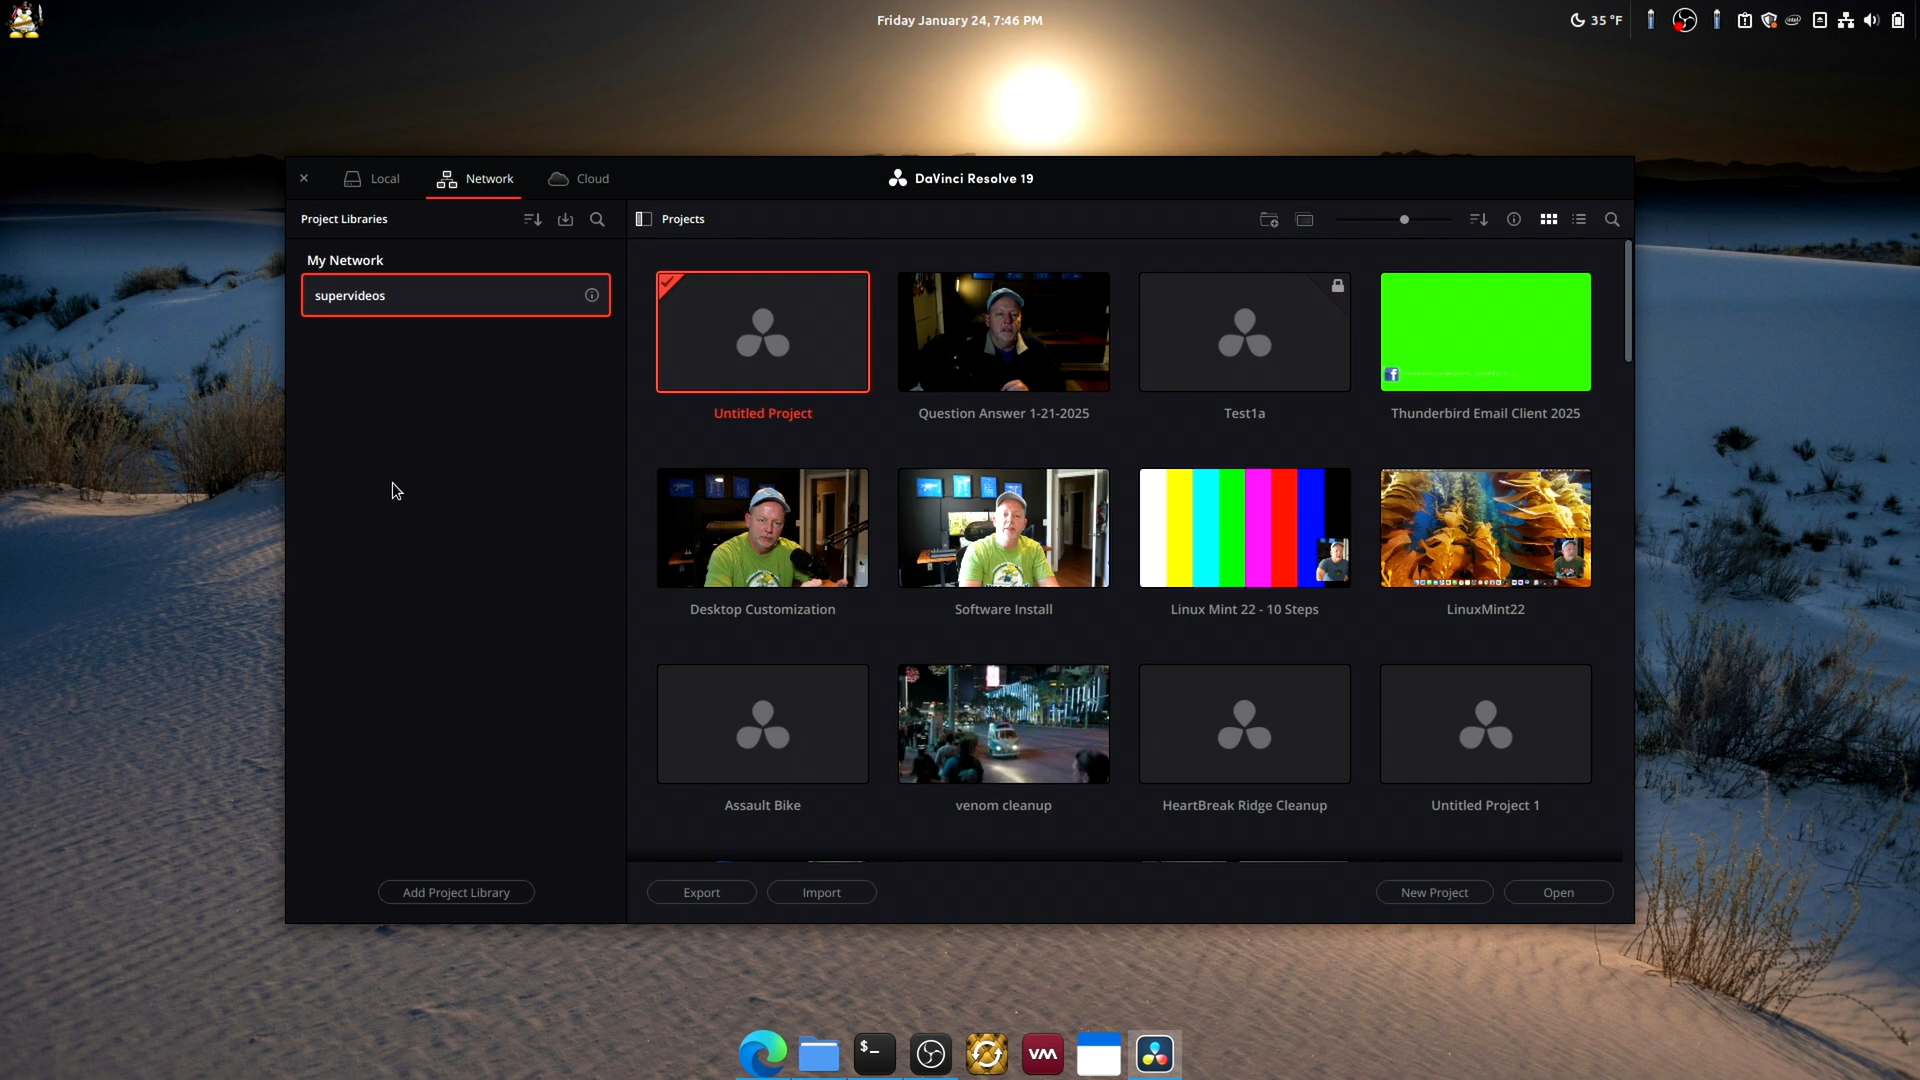 Friday January 24, 7:46 PM
35 °F
Local
Network
Cloud
DaVinci Resolve 19
Project Libraries
Projects
My Network
supervideos
Untitled Project
Question Answer 1-21-2025
Test1a
Thunderbird Email Client 2025
Desktop Customization
Software Install
Linux Mint 22 - 10 Steps
LinuxMint22
Assault Bike
venom cleanup
HeartBreak Ridge Cleanup
Untitled Project 1
Add Project Library
Export
Import
New Project
Open
$_
VM